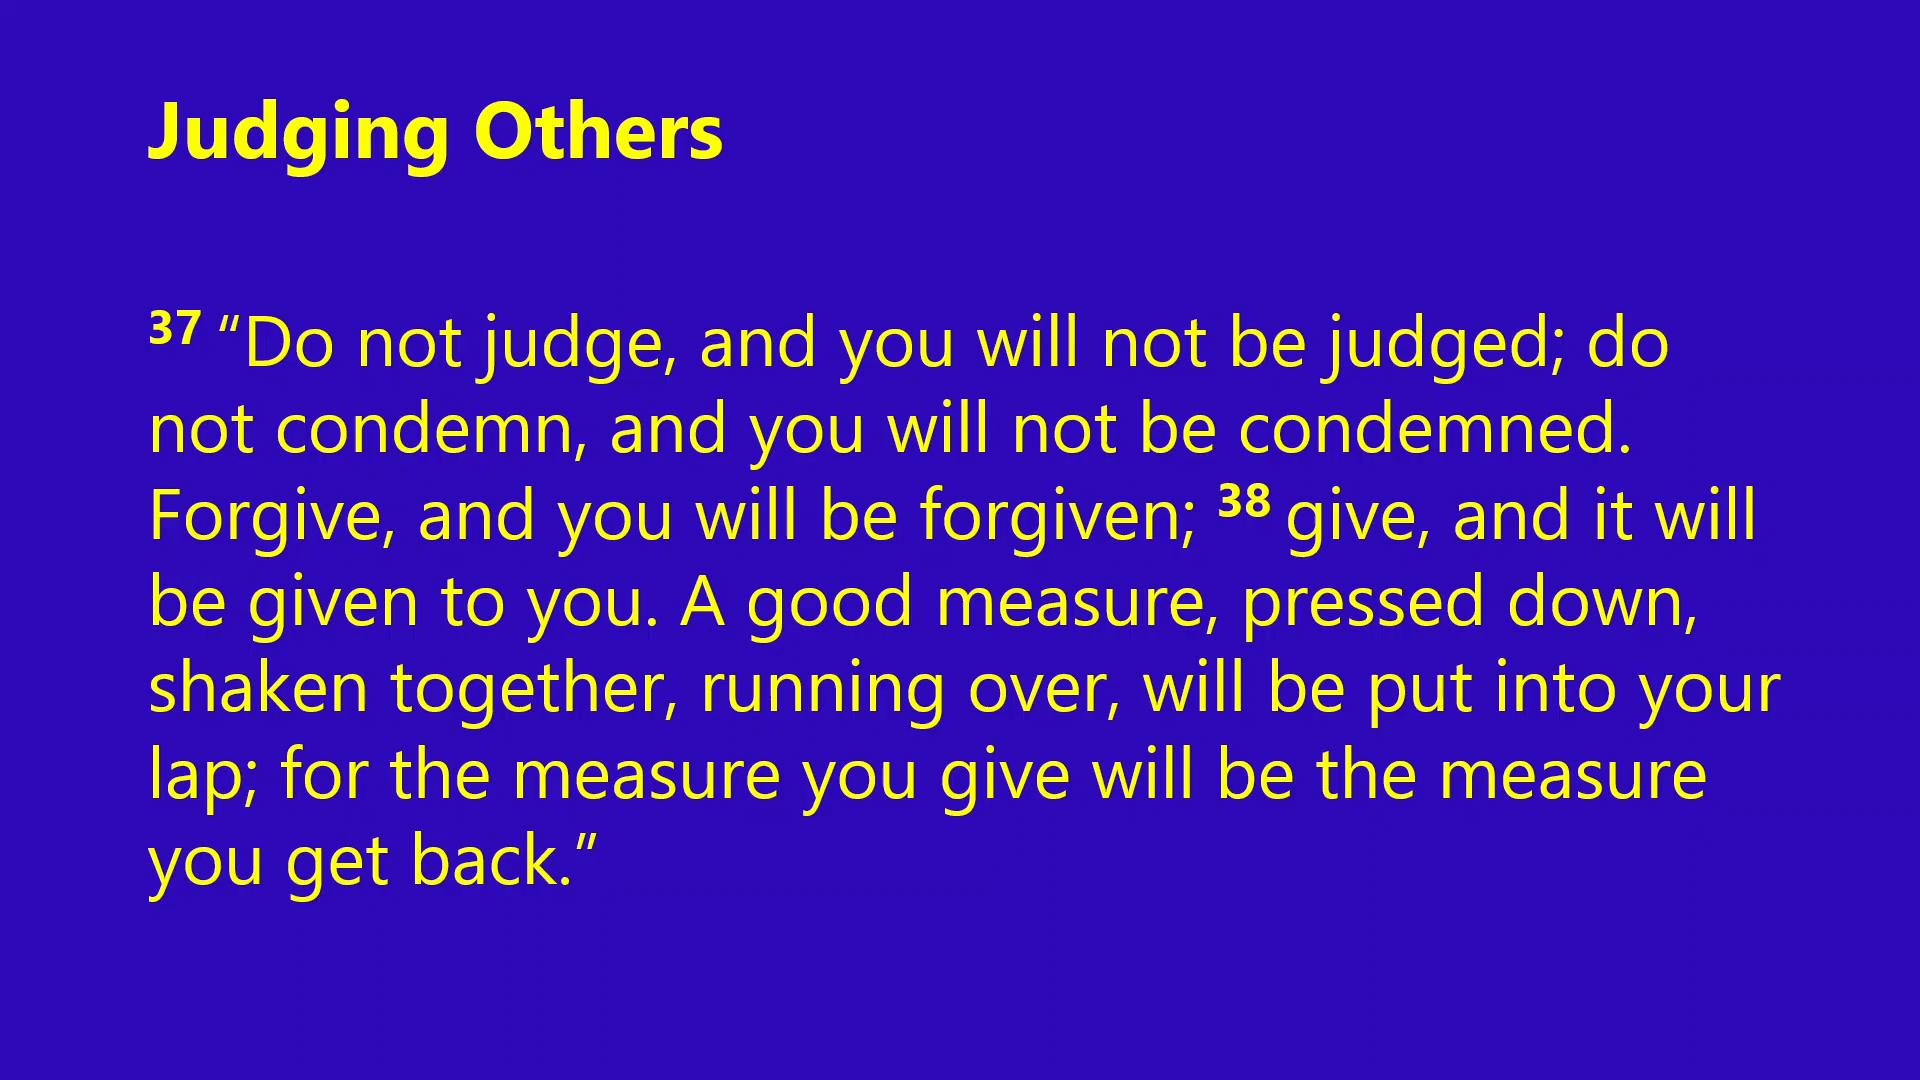 Judging Others
37 “Do not judge, and you will not be judged; do
not condemn, and you will not be condemned.
Forgive, and you will be forgiven; 38 give, and it will
be given to you. A good measure, pressed down,
shaken together, running over, will be put into your
lap; for the measure you give will be the measure
you get back.”